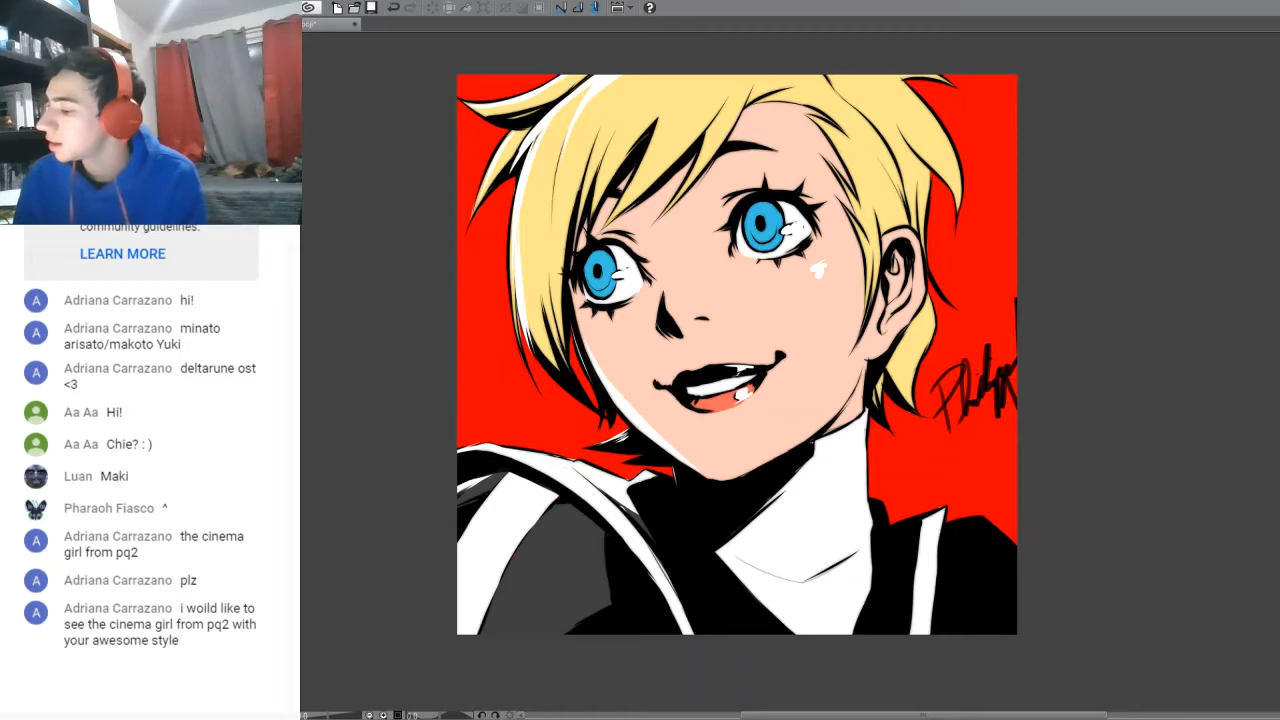 community guidelines.
LEARN MORE
A Adriana Carrazano hi!
A Adriana Carrazano minato
arisato/makoto Yuki
A Adriana Carrazano deltarune ost
<3
Aa Aa Hi!
Aa Aa Chie? : )
Luan Maki
Pharaoh Fiasco ^
A Adriana Carrazano the cinema
girl from pq2
A Adriana Carrazano plz
A Adriana Carrazano i woild like to
see the cinema girl from pq2 with
your awesome style